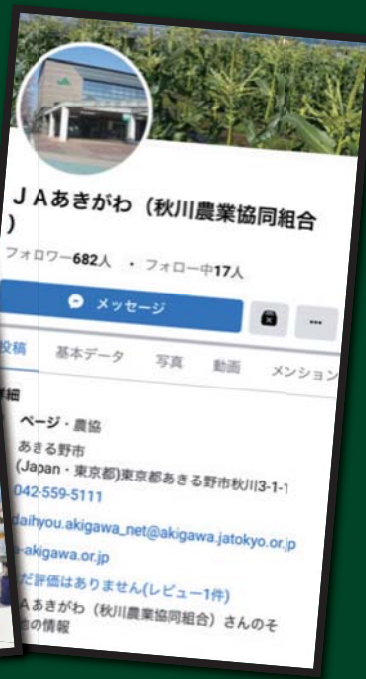 ＪＡあきがわ（秋川農業協同組合
）
フォロワー682人 ・ フォロー中17人
メッセージ
投稿 基本データ 写真 動画 メンション
詳細
ページ・農協
あきる野市
(Japan・東京都)東京都あきる野市秋川3-1-1
042-559-5111
daihyou.akigawa_net@akigawa.jatokyo.or.jp
-akigawa.or.jp
だ評価はありません(レビュー1件)
Ａあきがわ（秋川農業協同組合）さんのそ
他の情報